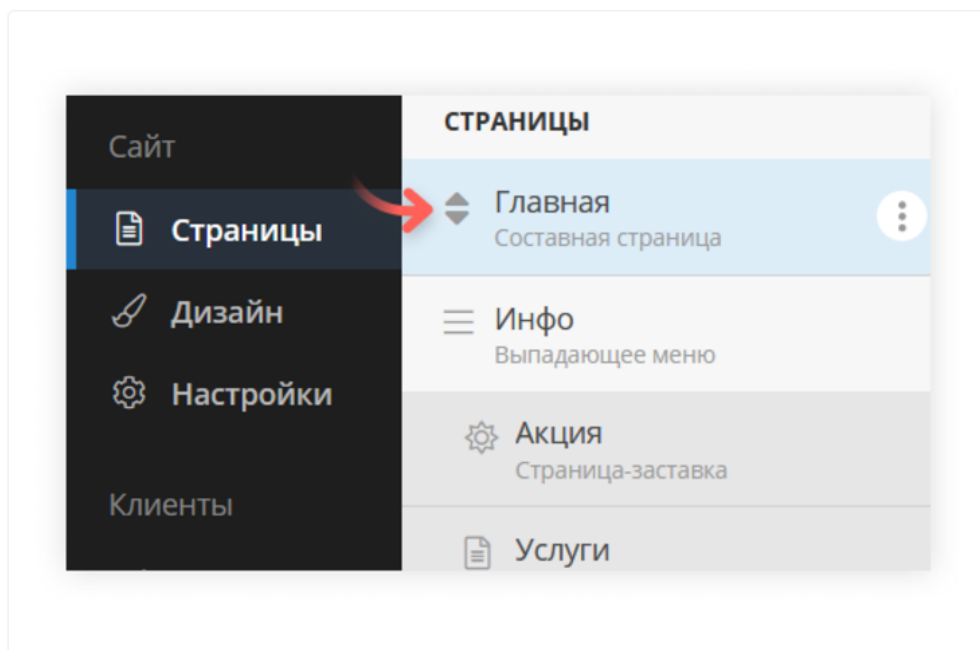 Сайт
Страницы
Дизайн
Настройки
Клиенты
СТРАНИЦЫ
Главная
Составная страница
Инфо
Выпадающее меню
Акция
Страница-заставка
Услуги